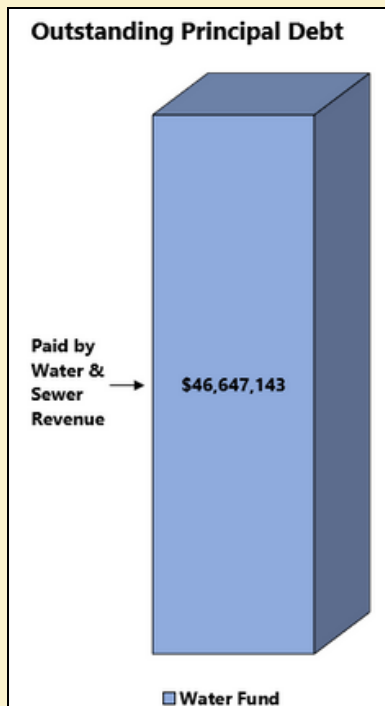 Outstanding Principal Debt
Paid by
Water &
Sewer
Revenue
$46,647,143
Water Fund